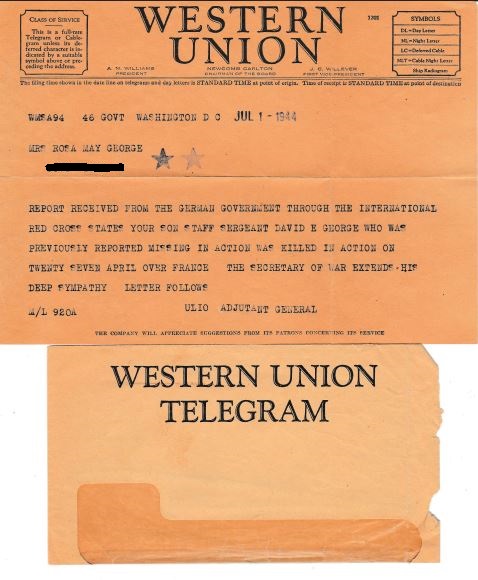 CLASS OF SERVICE
This is a full-rate
Telegram or Cable-
gram unless its de-
ferred character is in-
dicated by a suitable
symbol above or pre-
ceding the address.
WESTERN
UNION
1201
SYMBOLS
DL=Day Letter
NL=Night Letter
LC=Deferred Cable
NLT=Cable Night Letter
Ship Radiogram
A. N. WILLIAMS
PRESIDENT
NEWCOMB CARLTON
CHAIRMAN OF THE BOARD
J. C. WILLEVER
FIRST VICE-PRESIDENT
The filing time shown in the date line on telegrams and day letters is STANDARD TIME at point of origin. Time of receipt is STANDARD TIME at point of destination
WMSA94 46 GOVT WASHINGTON D C JUL 1-1944
MRS ROSA MAY GEORGE
REPORT RECEIVED FROM THE GERMAN GOVERNMENT THROUGH THE INTERNATIONAL
RED CROSS STATES YOUR SON STAFF SERGEANT DAVID E GEORGE WHO WAS
PREVIOUSLY REPORTED MISSING IN ACTION WAS KILLED IN ACTION ON
TWENTY SEVEN APRIL OVER FRANCE THE SECRETARY OF WAR EXTENDS HIS
DEEP SYMPATHY LETTER FOLLOWS
ULIO ADJUTANT GENERAL
M/L 920A
THE COMPANY WILL APPRECIATE SUGGESTIONS FROM ITS PATRONS CONCERNING ITS SERVICE
WESTERN UNION
TELEGRAM